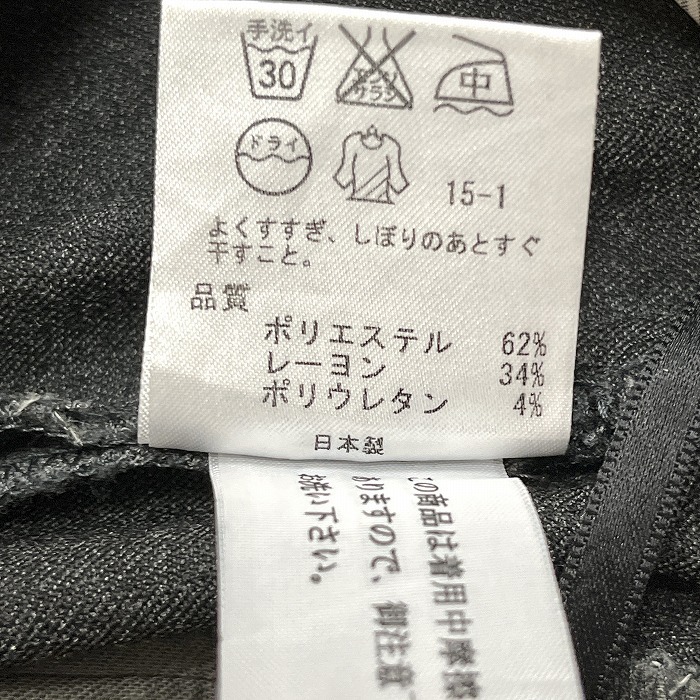 手洗イ
30
エンソ
サラシ
中
ドライ
15-1
よくすすぎ、しぼりのあとすぐ
干すこと。
品質
ポリエステル 62%
レーヨン 34%
ポリウレタン 4%
日本製
この商品は着用中摩擦
ありますので、御注意
お洗い下さい。